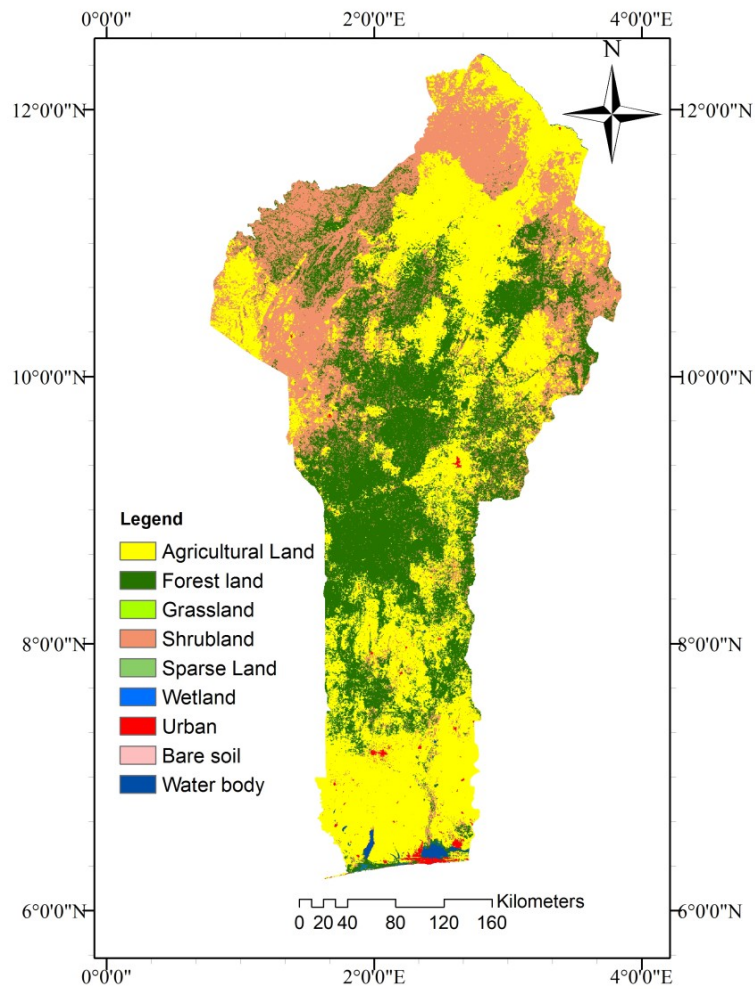 0°0'0" 2°0'0"E 4°0'0"E
N
12°0'0"N 12°0'0"N
10°0'0"N 10°0'0"N
Legend
Agricultural Land
Forest land
Grassland
Shrubland
8°0'0"N 8°0'0"N
Sparse Land
Wetland
Urban
Bare soil
Water body
Kilometers
0 20 40 80 120 160
6°0'0"N 6°0'0"N
0°0'0" 2°0'0"E 4°0'0"E